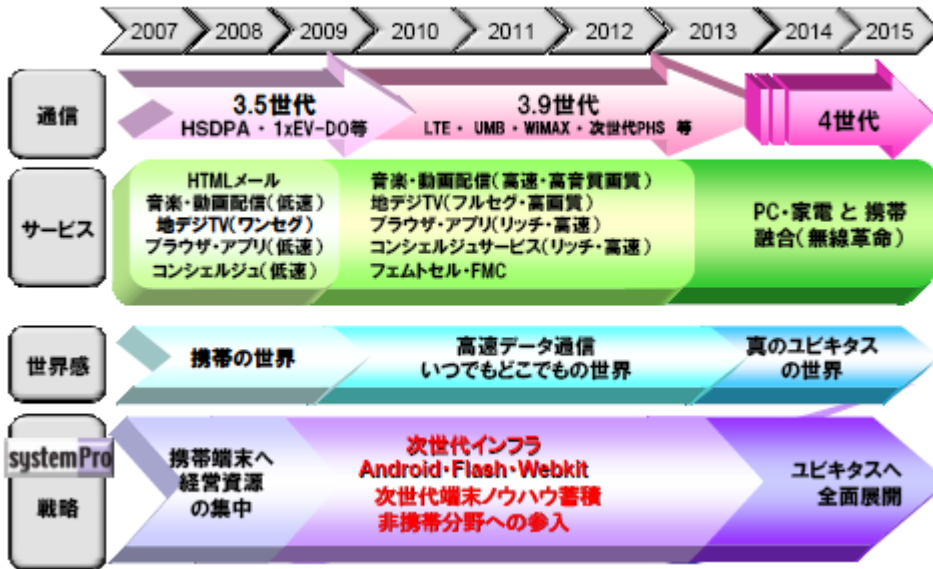 2007 2008 2009 2010 2011 2012 2013 2014 2015
通信
3.5世代
HSDPA・1xEV-DO等
3.9世代
LTE・UMB・WiMAX・次世代PHS 等
4世代
サービス
HTMLメール
音楽・動画配信(低速)
地デジTV(ワンセグ)
ブラウザ・アプリ(低速)
コンシェルジュ(低速)
音楽・動画配信(高速・高音質画質)
地デジTV(フルセグ・高画質)
ブラウザ・アプリ(リッチ・高速)
コンシェルジュサービス(リッチ・高速)
フェムトセル・FMC
PC・家電 と 携帯
融合(無線革命)
世界感
携帯の世界
高速データ通信
いつでもどこでもの世界
真のユビキタス
の世界
systemPro
戦略
携帯端末へ
経営資源
の集中
次世代インフラ
Android・Flash・Webkit
次世代端末ノウハウ蓄積
非携帯分野への参入
ユビキタスへ
全面展開